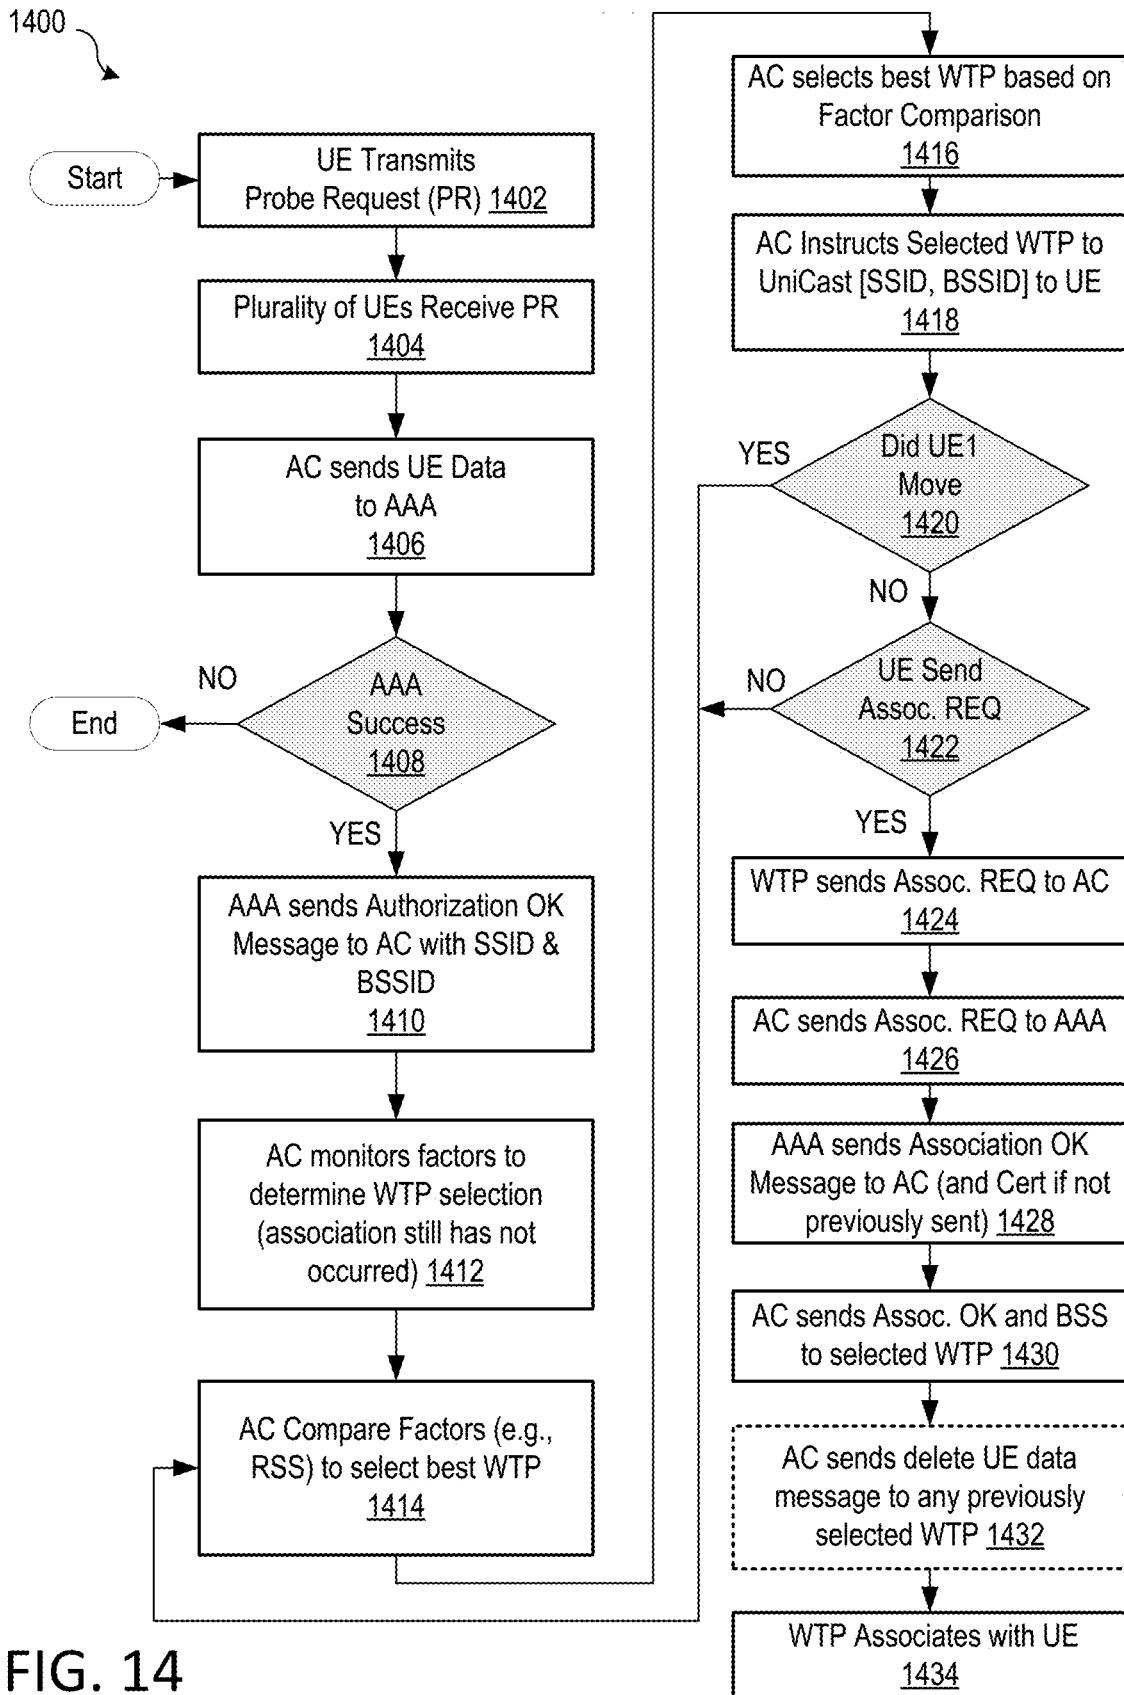 1400
Start
UE Transmits
Probe Request (PR) 1402
Plurality of UEs Receive PR
1404
AC sends UE Data
to AAA
1406
AAA
Success
1408
NO
End
YES
AAA sends Authorization OK
Message to AC with SSID &
BSSID
1410
AC monitors factors to
determine WTP selection
(association still has not
occurred) 1412
AC Compare Factors (e.g.,
RSS) to select best WTP
1414
AC selects best WTP based on
Factor Comparison
1416
AC Instructs Selected WTP to
UniCast [SSID, BSSID] to UE
1418
Did UE1
Move
1420
YES
NO
UE Send
Assoc. REQ
1422
NO
YES
WTP sends Assoc. REQ to AC
1424
AC sends Assoc. REQ to AAA
1426
AAA sends Association OK
Message to AC (and Cert if not
previously sent) 1428
AC sends Assoc. OK and BSS
to selected WTP 1430
AC sends delete UE data
message to any previously
selected WTP 1432
WTP Associates with UE
1434
FIG. 14